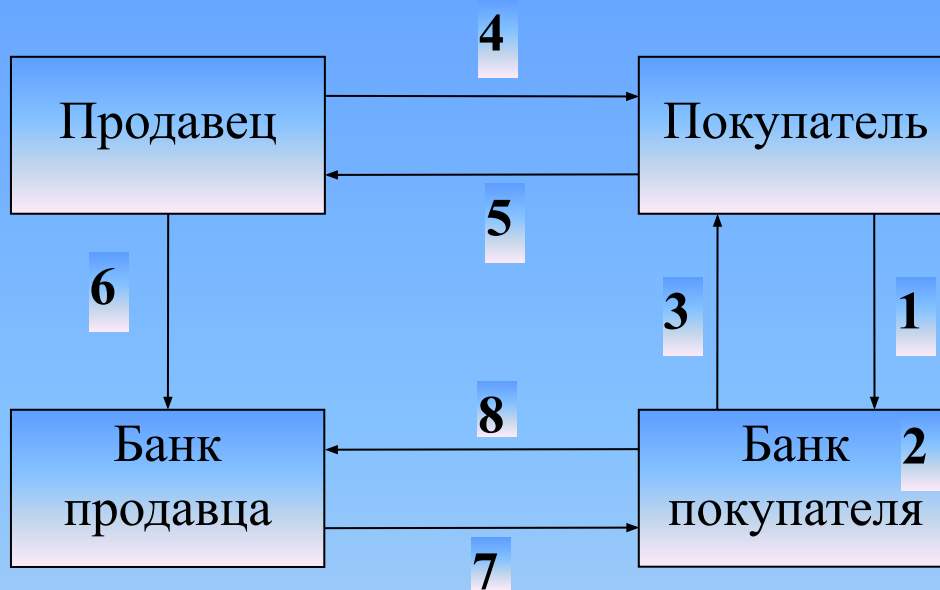 4
Продавец
Покупатель
5
6
3
1
8
Банк
продавца
Банк
покупателя
2
7